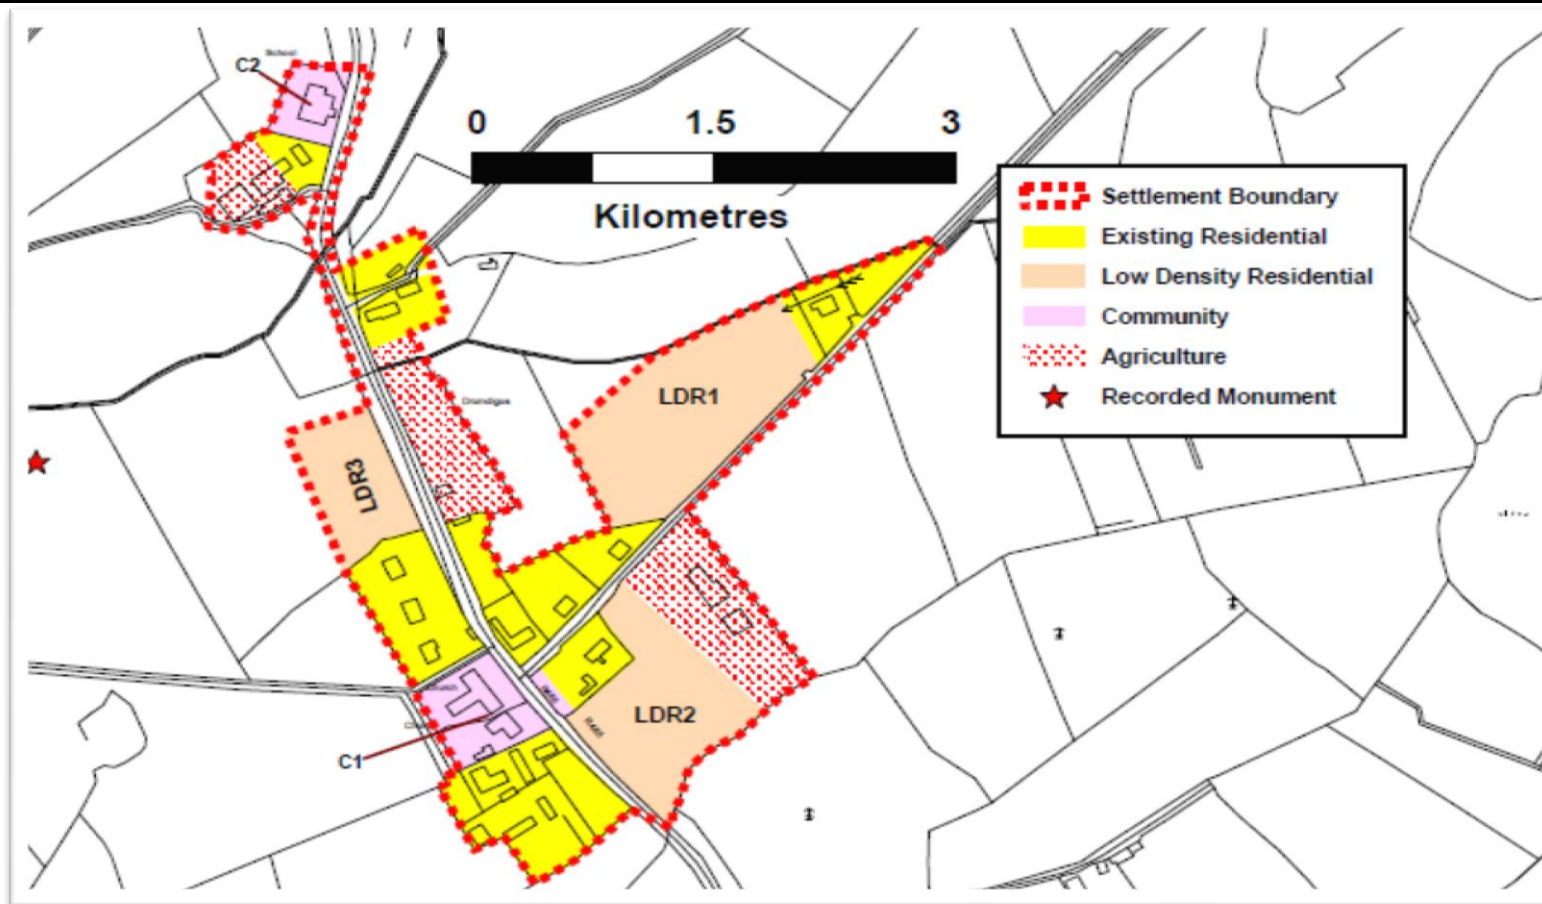 School
C2
0 1.5 3
Kilometres
Settlement Boundary
Existing Residential
Low Density Residential
Community
Agriculture
Recorded Monument
LDR1
LDR3
LDR2
C1